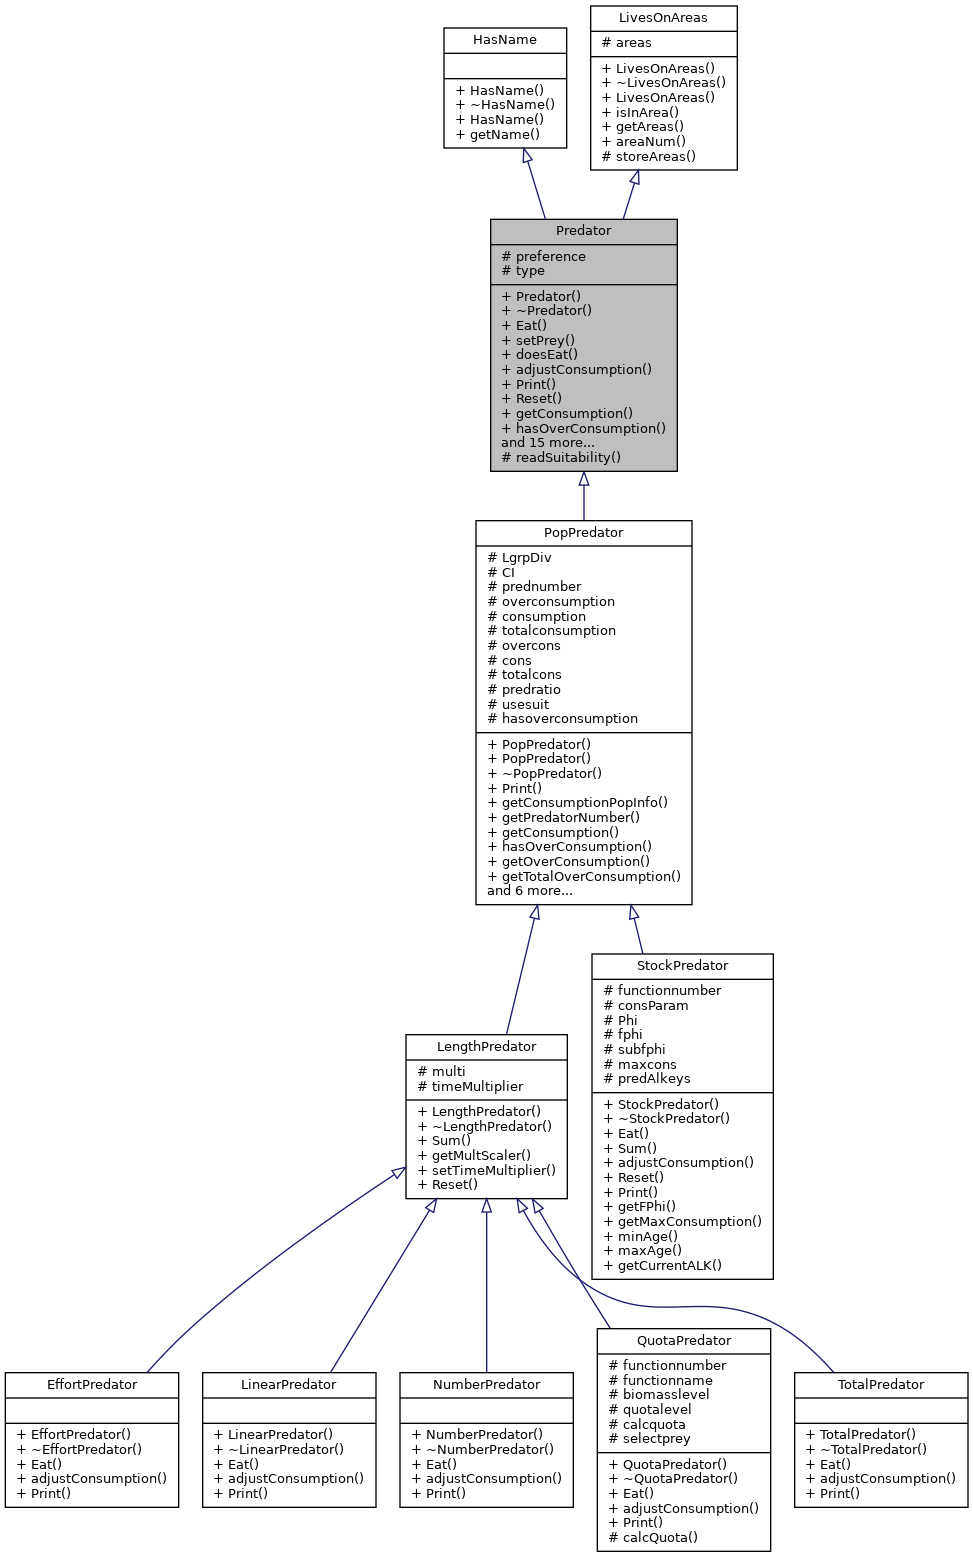 HasName
+ HasName()
+ ~HasName()
+ HasName()
+ getName()
LivesOnAreas
# areas
+ LivesOnAreas()
+ ~LivesOnAreas()
+ LivesOnAreas()
+ isInArea()
+ getAreas()
+ areaNum()
# storeAreas()
Predator
# preference
# type
+ Predator()
+ ~Predator()
+ Eat()
+ setPrey()
+ doesEat()
+ adjustConsumption()
+ Print()
+ Reset()
+ getConsumption()
+ hasOverConsumption()
and 15 more...
# readSuitability()
PopPredator
# LgrpDiv
# CI
# prednumber
# overconsumption
# consumption
# totalconsumption
# overcons
# cons
# totalcons
# predratio
# usesuit
# hasoverconsumption
+ PopPredator()
+ PopPredator()
+ ~PopPredator()
+ Print()
+ getConsumptionPopInfo()
+ getPredatorNumber()
+ getConsumption()
+ hasOverConsumption()
+ getOverConsumption()
+ getTotalOverConsumption()
and 6 more...
LengthPredator
# multi
# timeMultiplier
+ LengthPredator()
+ ~LengthPredator()
+ Sum()
+ getMultScaler()
+ setTimeMultiplier()
+ Reset()
StockPredator
# functionnumber
# consParam
# Phi
# fphi
# subfphi
# maxcons
# predAlkeys
+ StockPredator()
+ ~StockPredator()
+ Eat()
+ Sum()
+ adjustConsumption()
+ Reset()
+ Print()
+ getFPhi()
+ getMaxConsumption()
+ minAge()
+ maxAge()
+ getCurrentALK()
EffortPredator
+ EffortPredator()
+ ~EffortPredator()
+ Eat()
+ adjustConsumption()
+ Print()
LinearPredator
+ LinearPredator()
+ ~LinearPredator()
+ Eat()
+ adjustConsumption()
+ Print()
NumberPredator
+ NumberPredator()
+ ~NumberPredator()
+ Eat()
+ adjustConsumption()
+ Print()
QuotaPredator
# functionnumber
# functionname
# biomasslevel
# quotalevel
# calcquota
# selectprey
+ QuotaPredator()
+ ~QuotaPredator()
+ Eat()
+ adjustConsumption()
+ Print()
# calcQuota()
TotalPredator
+ TotalPredator()
+ ~TotalPredator()
+ Eat()
+ adjustConsumption()
+ Print()